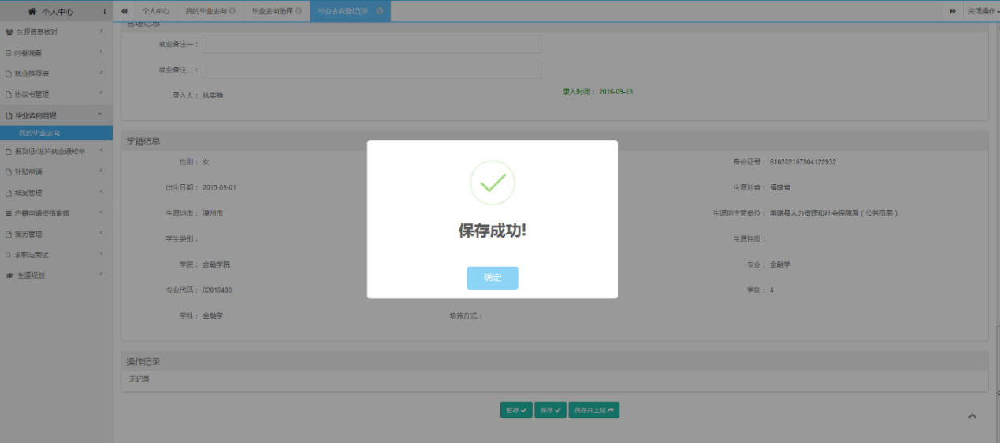 个人中心
个人中心
我的毕业去向
毕业去向选择
毕业去向登记(派...
关闭操作
生源信息核对
问卷调查
就业推荐表
协议书管理
毕业去向管理
我的毕业去向
报到证/进沪就业通知单
补贴申请
档案管理
户籍申请资格审核
简历管理
求职与面试
生涯规划
管理信息
就业备注一：
就业备注二：
录入人： 林奕静
录入时间： 2016-09-13
学籍信息
性别： 女
身份证号： 610202197904122932
出生日期： 2013-09-01
生源地省： 福建省
生源地市： 漳州市
生源地主管单位： 南靖县人力资源和社会保障局（公务员局）
学生类别：
生源性质：
学院： 金融学院
专业： 金融学
专业代码： 02010400
学制： 4
学科： 金融学
培养方式：
保存成功!
确定
操作记录
无记录
暂存
保存
保存并上报